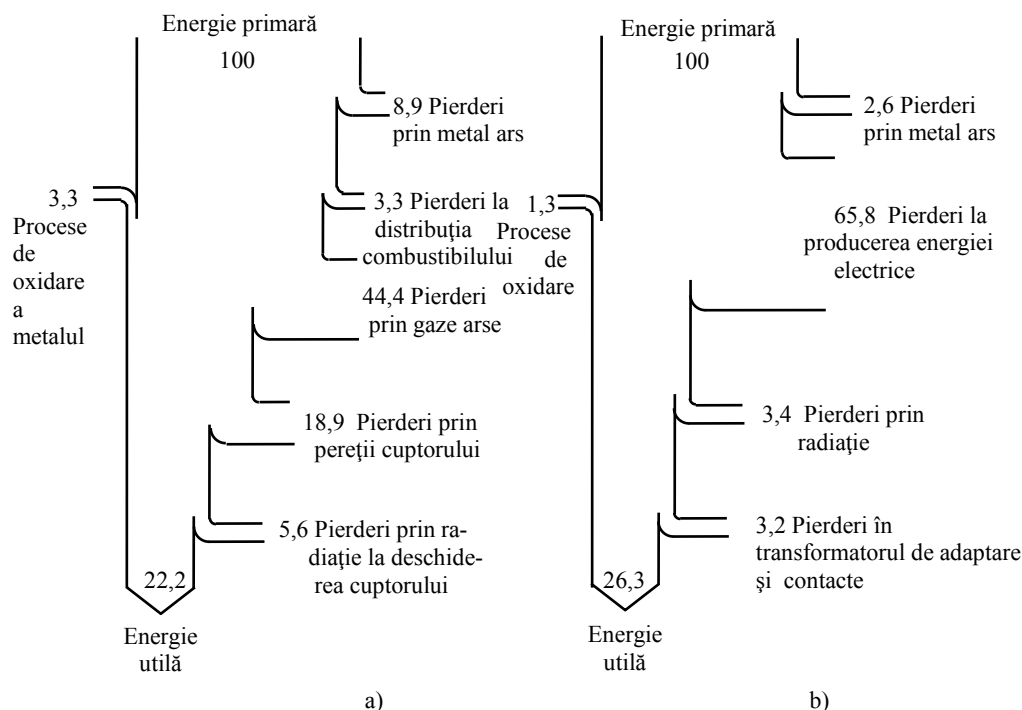 Energie primară
100
8,9 Pierderi
prin metal ars
3,3
Procese
de
oxidare
a
metalul
3,3 Pierderi la
distribuţia
combustibilului
44,4 Pierderi
prin gaze arse
18,9 Pierderi prin
pereţii cuptorului
5,6 Pierderi prin ra-
diaţie la deschide-
rea cuptorului
22,2
Energie
utilă
a)
Energie primară
100
2,6 Pierderi
prin metal ars
1,3
Procese
de
oxidare
65,8 Pierderi la
producerea energiei
electrice
3,4 Pierderi prin
radiaţie
3,2 Pierderi în
transformatorul de adaptare
şi contacte
26,3
Energie
utilă
b)